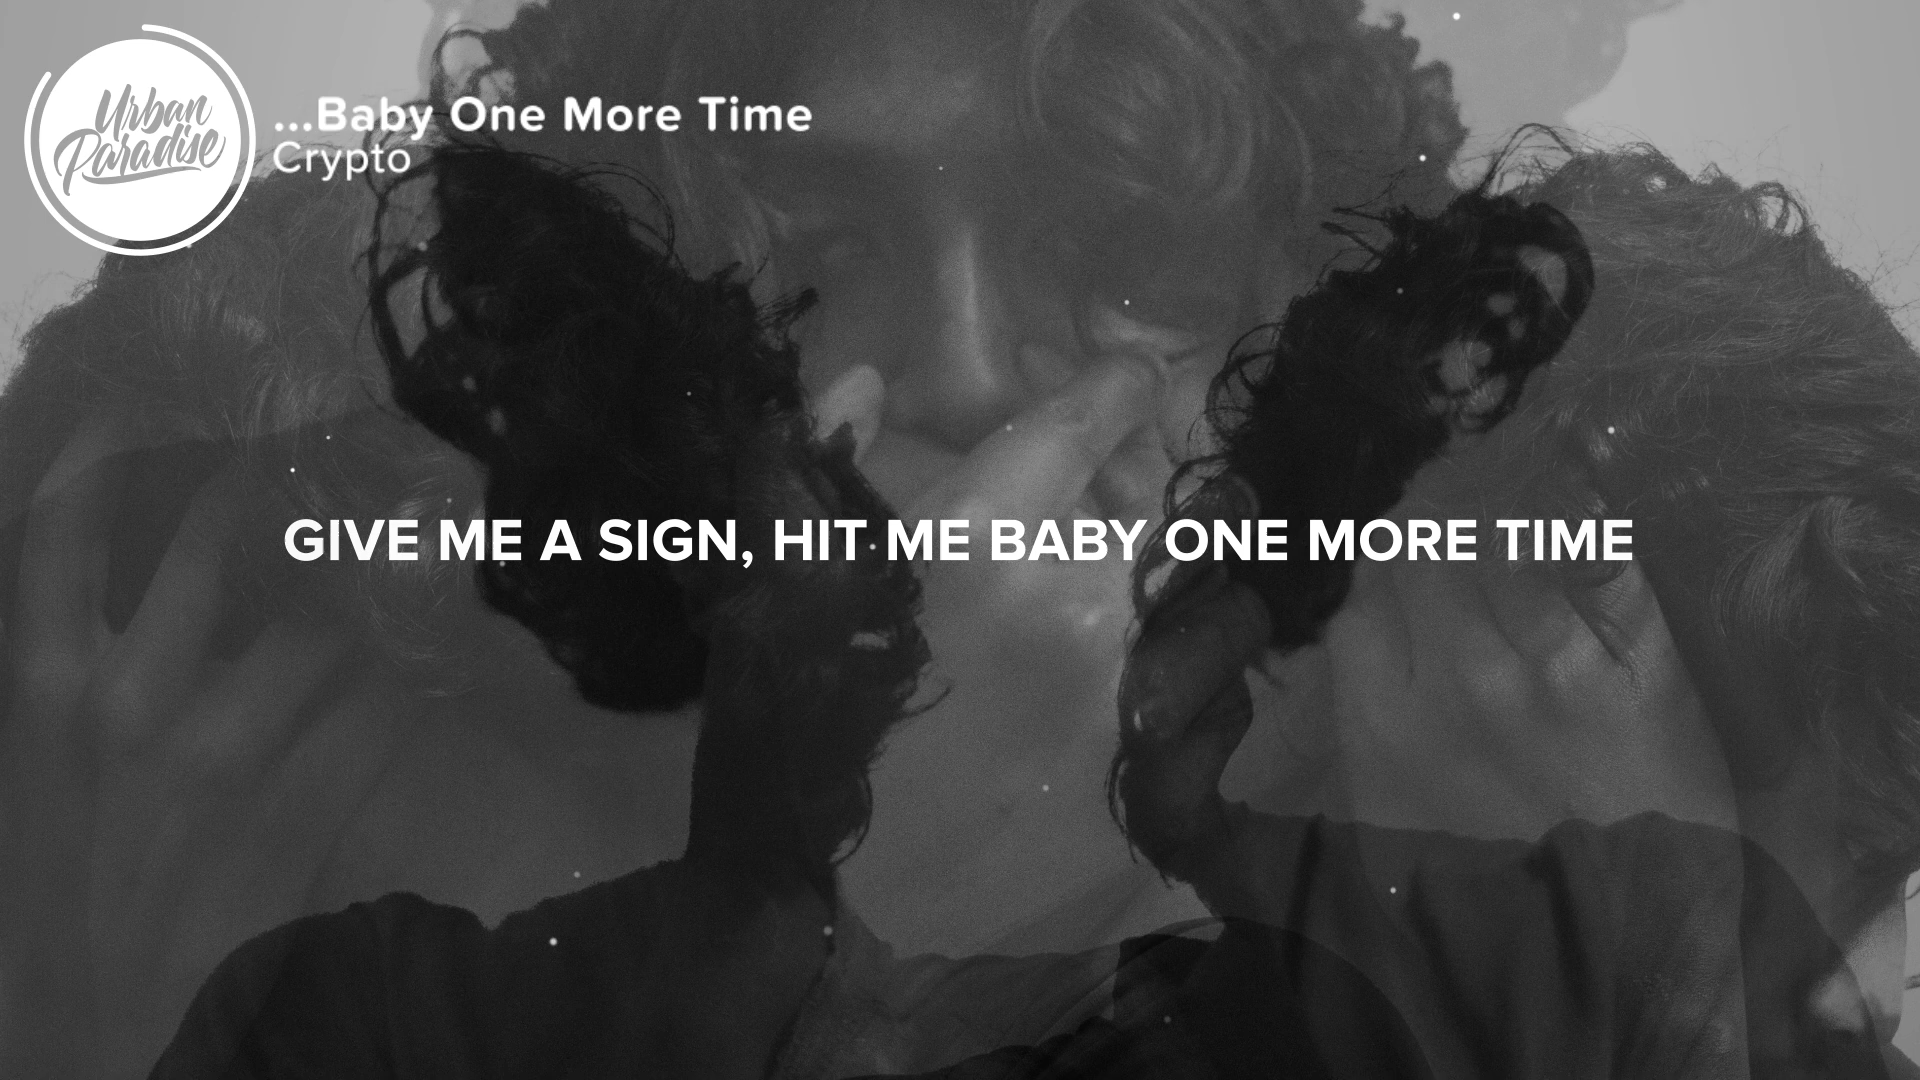 Urban
Paradise
...Baby One More Time
Crypto
GIVE ME A SIGN, HIT ME BABY ONE MORE TIME